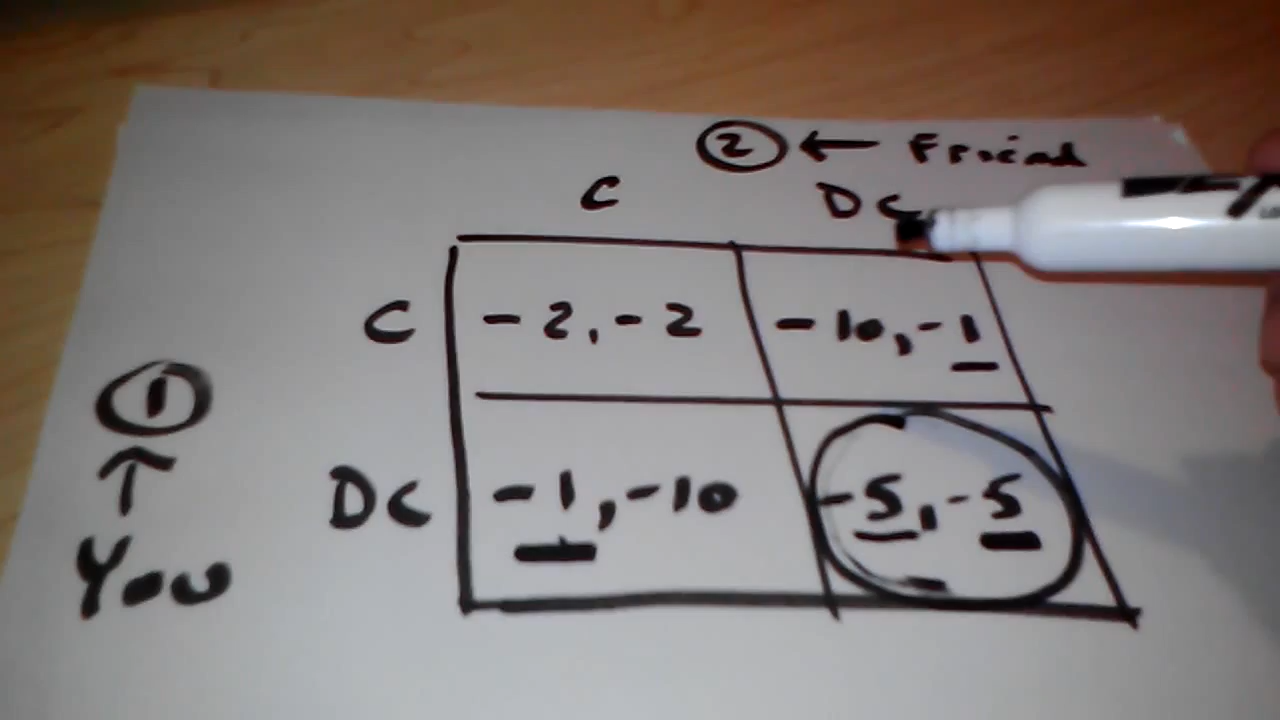 2 ← Friend
C DC
C -2,-2 -10,-1
1 DC -1,-10 -5,-5
↑
You